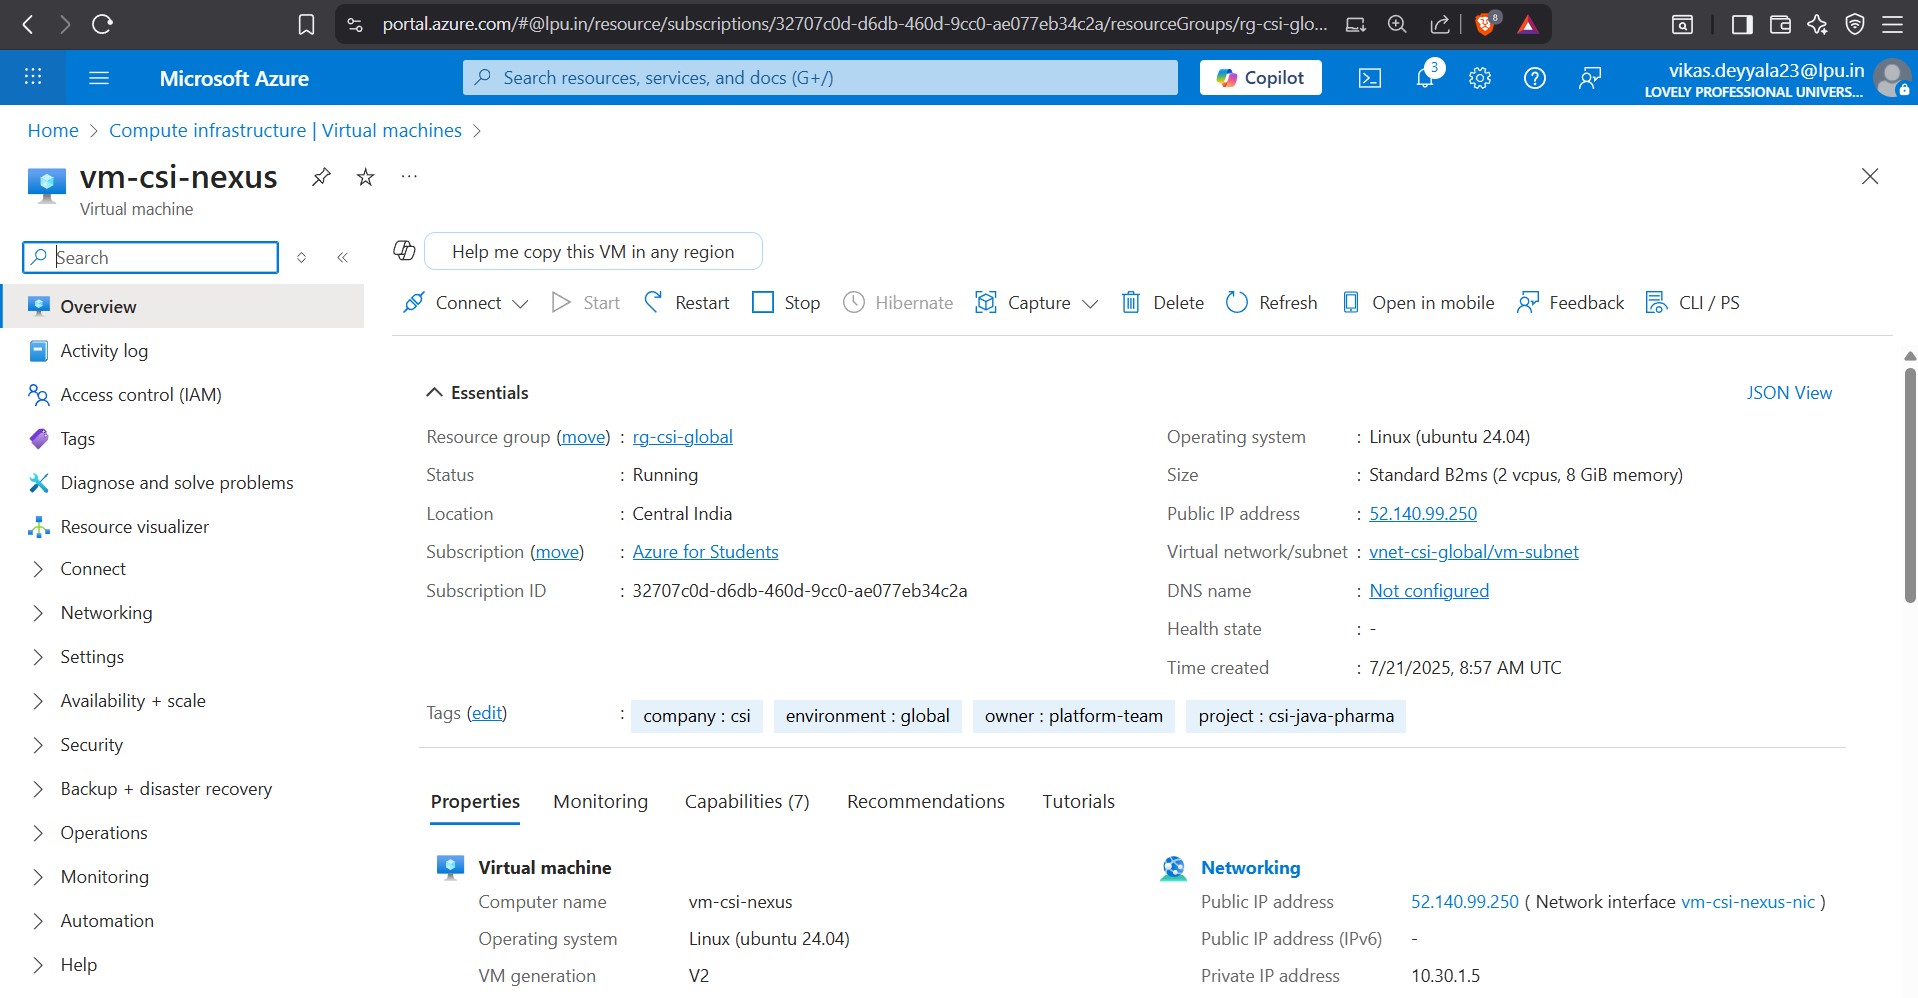 portal.azure.com/#@lpu.in/resource/subscriptions/32707c0d-d6db-460d-9cc0-ae077eb34c2a/resourceGroups/rg-csi-glo...
8
Microsoft Azure
Search resources, services, and docs (G+/)
Copilot
3
vikas.deyyala23@lpu.in
LOVELY PROFESSIONAL UNIVERS...
Home > Compute infrastructure | Virtual machines >
vm-csi-nexus
Virtual machine
Search
Help me copy this VM in any region
Connect Start Restart Stop Hibernate Capture Delete Refresh Open in mobile Feedback CLI / PS
Overview
Activity log
Access control (IAM)
Tags
Diagnose and solve problems
Resource visualizer
Connect
Networking
Settings
Availability + scale
Security
Backup + disaster recovery
Operations
Monitoring
Automation
Help
Essentials
JSON View
Resource group (move) : rg-csi-global
Status : Running
Location : Central India
Subscription (move) : Azure for Students
Subscription ID : 32707c0d-d6db-460d-9cc0-ae077eb34c2a
Operating system : Linux (ubuntu 24.04)
Size : Standard B2ms (2 vcpus, 8 GiB memory)
Public IP address : 52.140.99.250
Virtual network/subnet : vnet-csi-global/vm-subnet
DNS name : Not configured
Health state : -
Time created : 7/21/2025, 8:57 AM UTC
Tags (edit) : company : csi environment : global owner : platform-team project : csi-java-pharma
Properties Monitoring Capabilities (7) Recommendations Tutorials
Virtual machine
Computer name vm-csi-nexus
Operating system Linux (ubuntu 24.04)
VM generation V2
Networking
Public IP address 52.140.99.250 ( Network interface vm-csi-nexus-nic )
Public IP address (IPv6) -
Private IP address 10.30.1.5